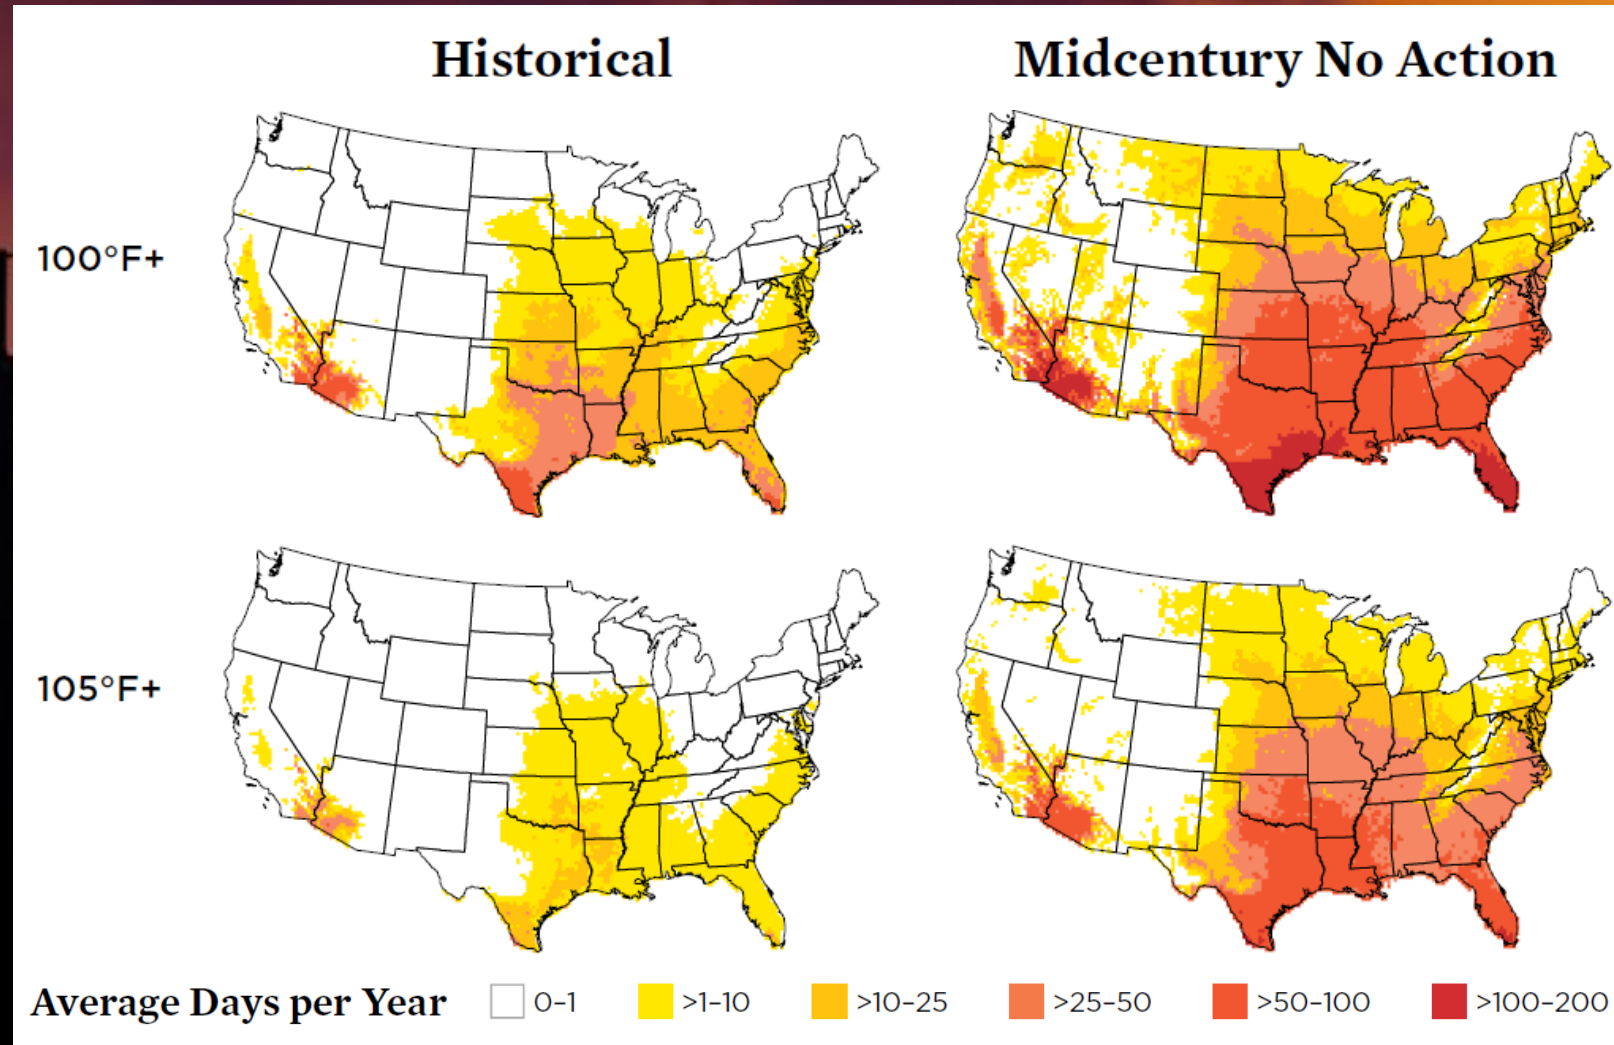 Historical
Midcentury No Action
100°F+
105°F+
Average Days per Year
0–1
>1–10
>10–25
>25–50
>50–100
>100–200